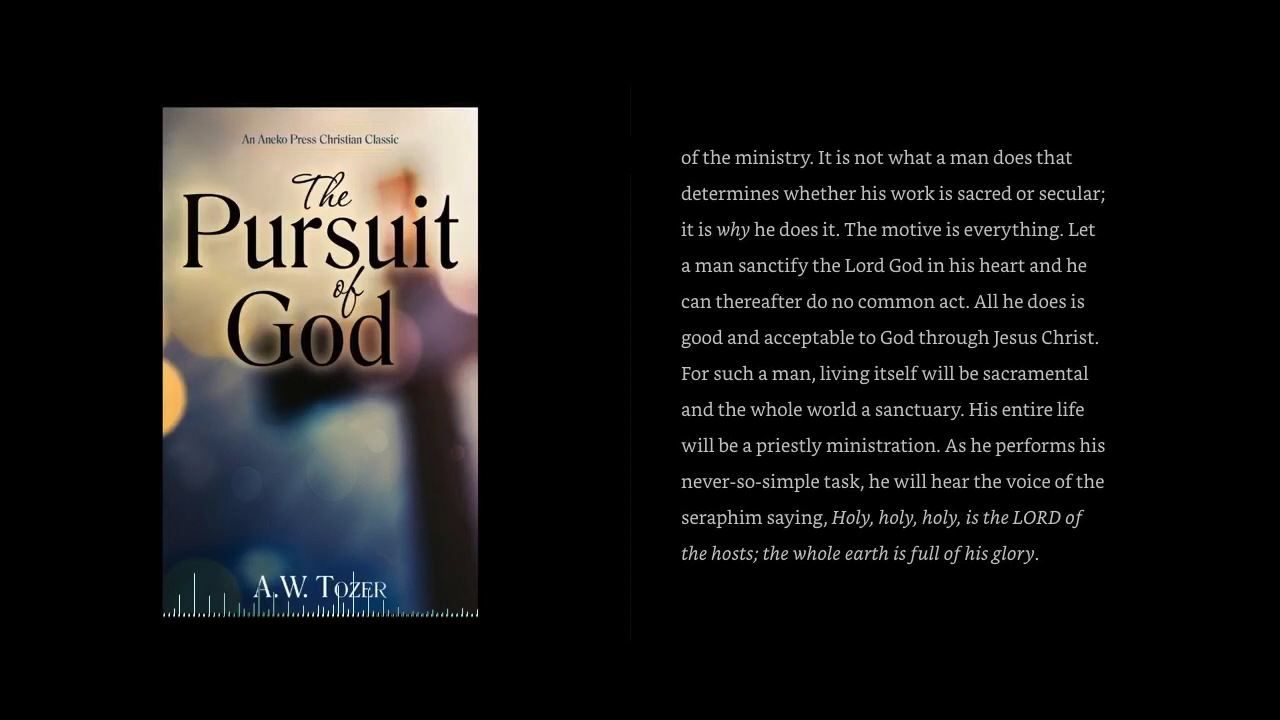 An Aneko Press Christian Classic
The
Pursuit
of
God
A.W. Tozer
of the ministry. It is not what a man does that
determines whether his work is sacred or secular;
it is why he does it. The motive is everything. Let
a man sanctify the Lord God in his heart and he
can thereafter do no common act. All he does is
good and acceptable to God through Jesus Christ.
For such a man, living itself will be sacramental
and the whole world a sanctuary. His entire life
will be a priestly ministration. As he performs his
never-so-simple task, he will hear the voice of the
seraphim saying, Holy, holy, holy, is the LORD of
the hosts; the whole earth is full of his glory.